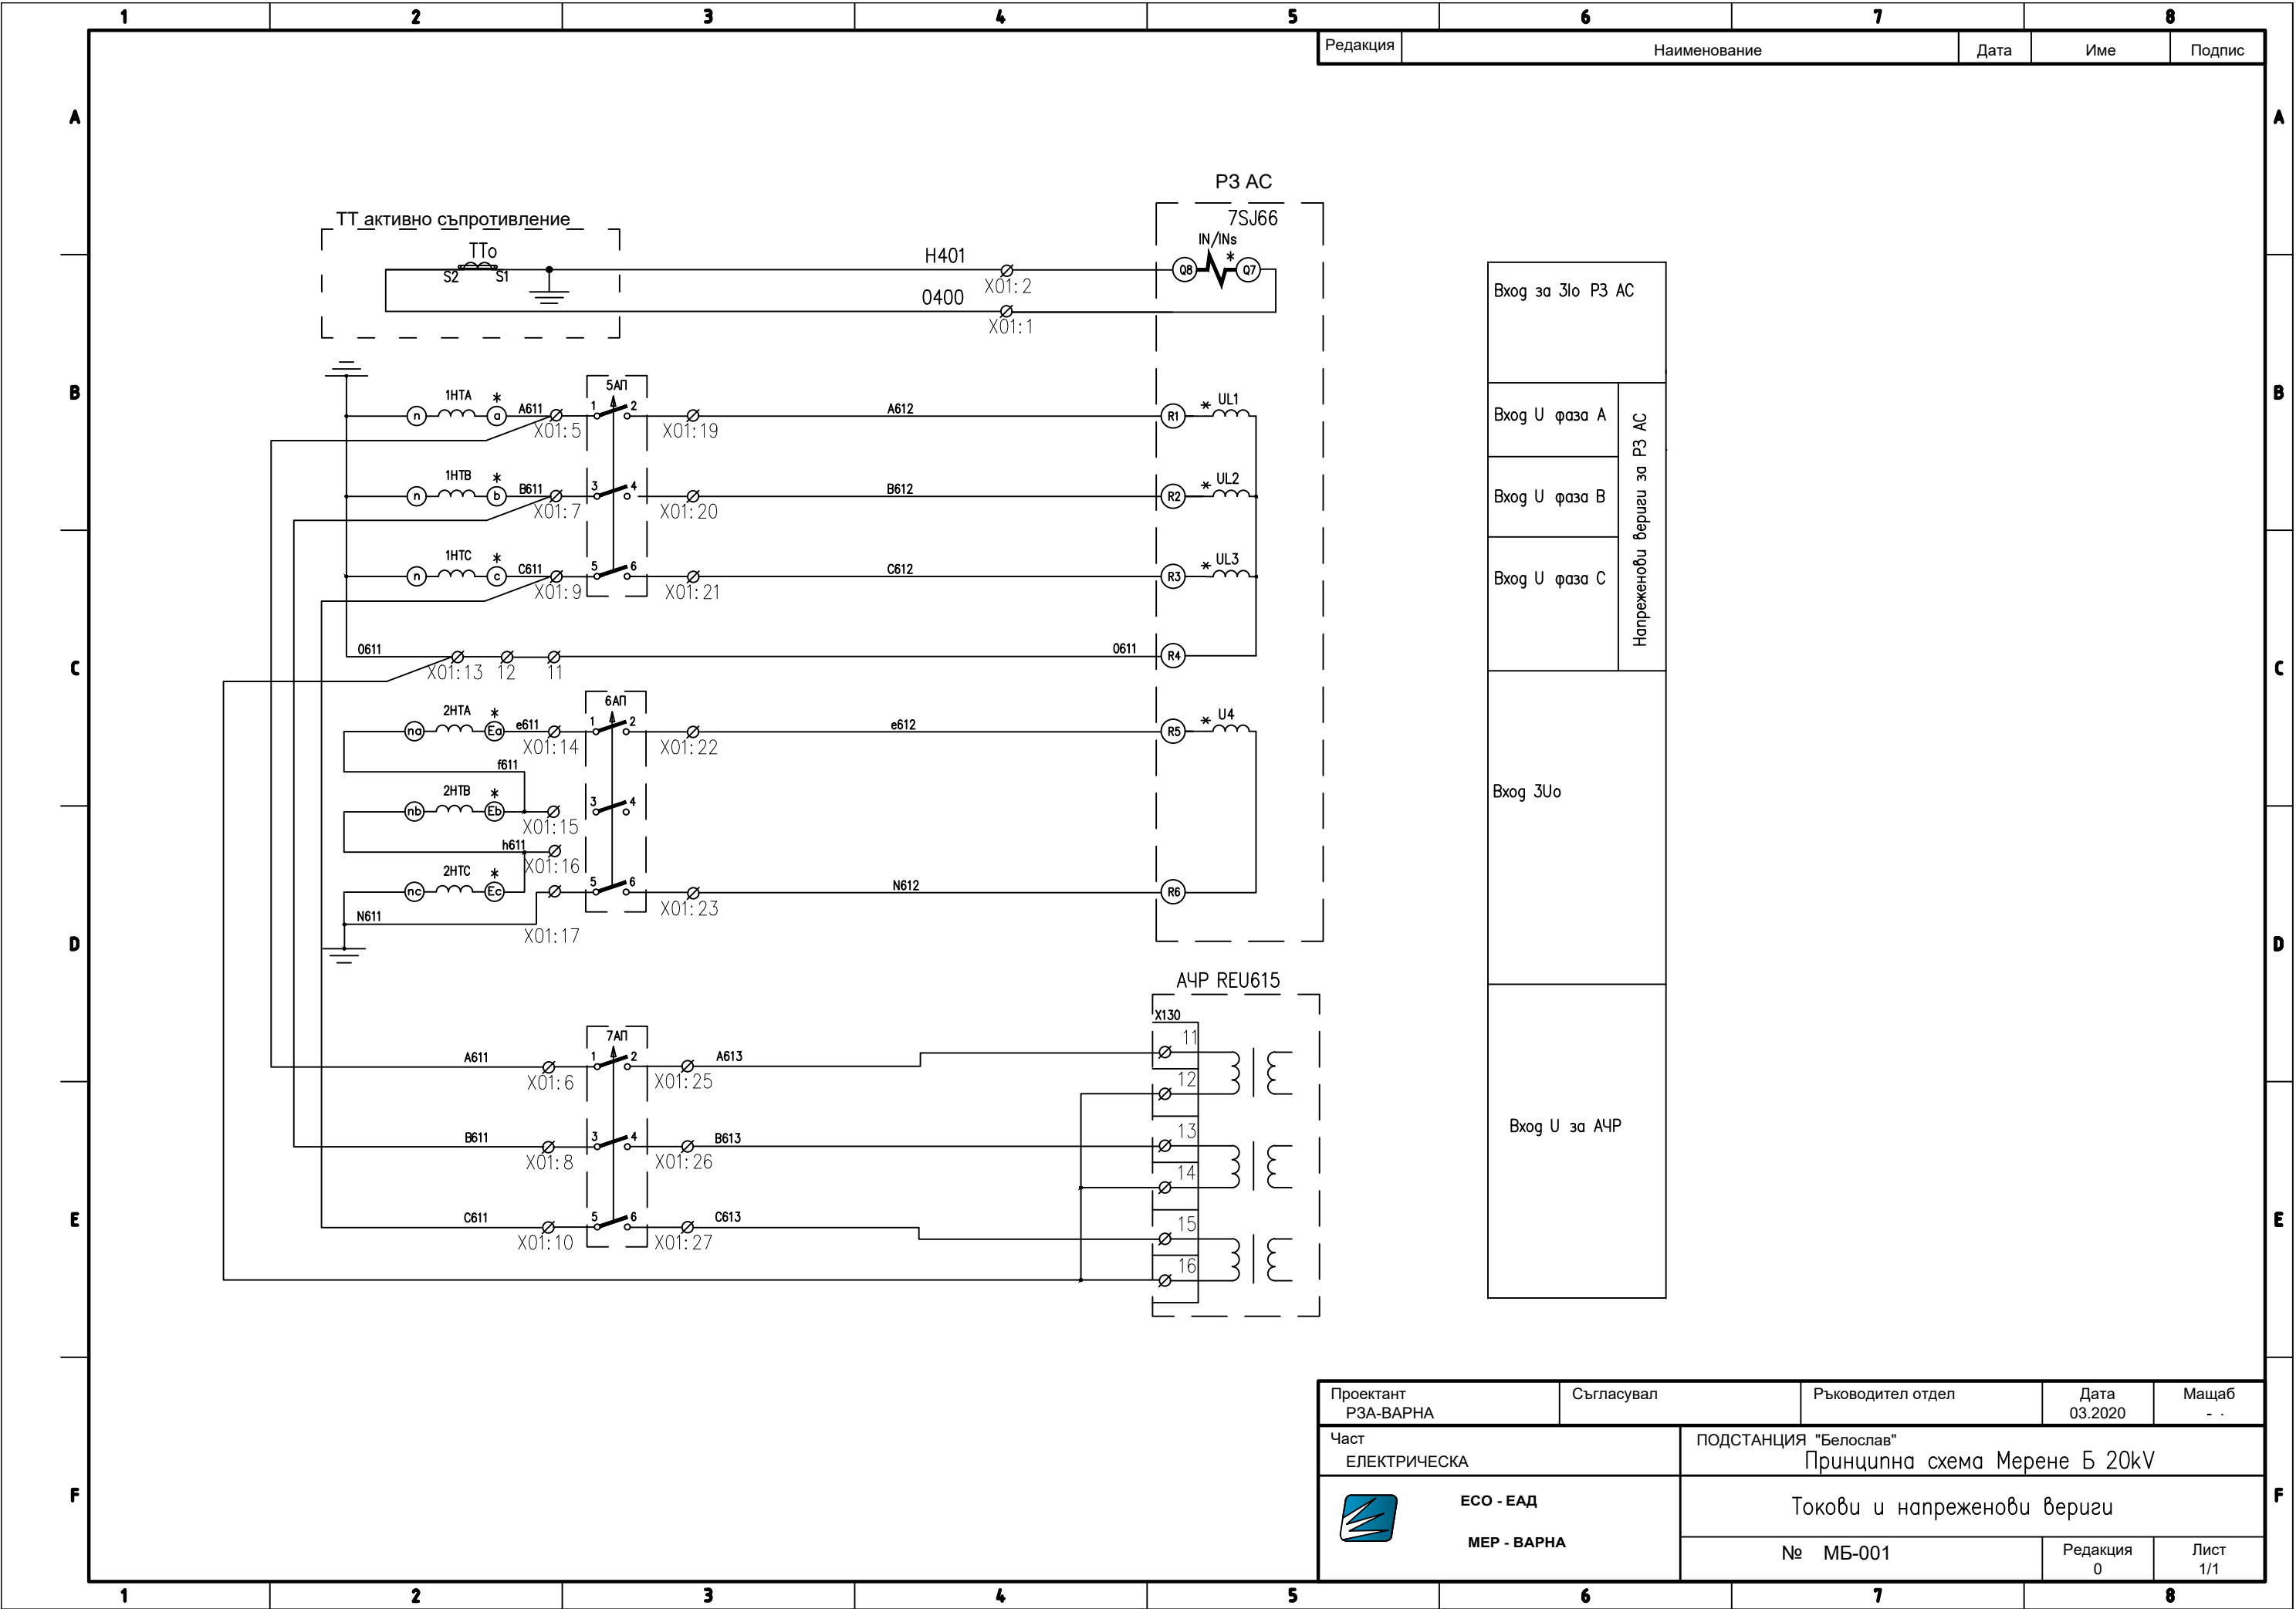 1 2 3 4 5 6 7 8
Редакция Наименование Дата Име Подпис
A A
РЗ АС
ТТ активно съпротивление
7SJ66
ТТо
IN/INs
*
S2 S1
H401
Q8 Q7
X01:2
0400
X01:1
Вход за 3Io РЗ АС
B B
5АП
1НТА * A611 1 2 A612 R1 * UL1
n a
X01:5 X01:19
Вход U фаза А
1НТВ * B611 3 4 B612 R2 * UL2
n b
X01:7 X01:20
Вход U фаза В
1НТС * C611 5 6 C612 R3 * UL3
n c
X01:9 X01:21
Вход U фаза С
Напреженови вериги за РЗ АС
0611 0611 R4
X01:13 12 11
C C
6АП
2НТА * e611 1 2 e612 R5 * U4
na Ea
X01:14 X01:22
f611
2НТВ * 3 4
nb Eb
X01:15
Вход 3Uo
h611
X01:16
2НТС * 5 6 N612 R6
nc Ec
X01:23
N611
X01:17
D D
АЧР REU615
X130
7АП
11
A611 1 2 A613
X01:6 X01:25
12
B611 3 4 B613
13
X01:8 X01:26
14
Вход U за АЧР
C611 5 6 C613
15
X01:10 X01:27
16
E E
Проектант Съгласувал Ръководител отдел Дата Мащаб
РЗА-ВАРНА 03.2020 - .
Част
ЕЛЕКТРИЧЕСКА
ПОДСТАНЦИЯ "Белослав"
Принципна схема Мерене Б 20kV
ЕСО - ЕАД
МЕР - ВАРНА
Токови и напреженови вериги
№ МБ-001
Редакция Лист
0 1/1
F F
1 2 3 4 5 6 7 8